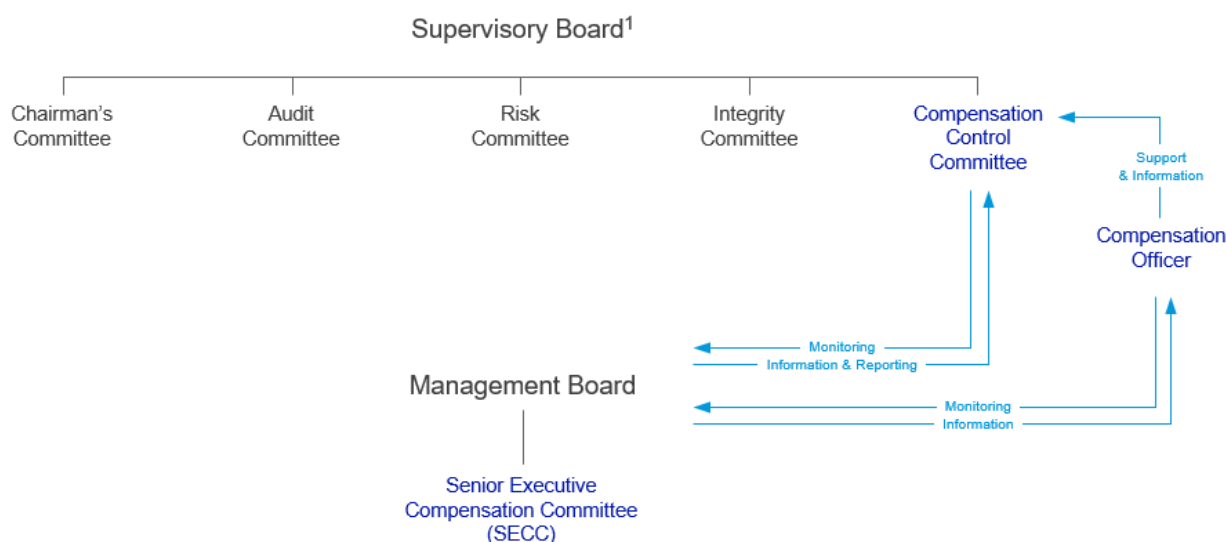 Supervisory Board¹
Chairman's
Committee
Audit
Committee
Risk
Committee
Integrity
Committee
Compensation
Control
Committee
Support
& Information
Compensation
Officer
Monitoring
Information & Reporting
Management Board
Monitoring
Information
Senior Executive
Compensation Committee
(SECC)